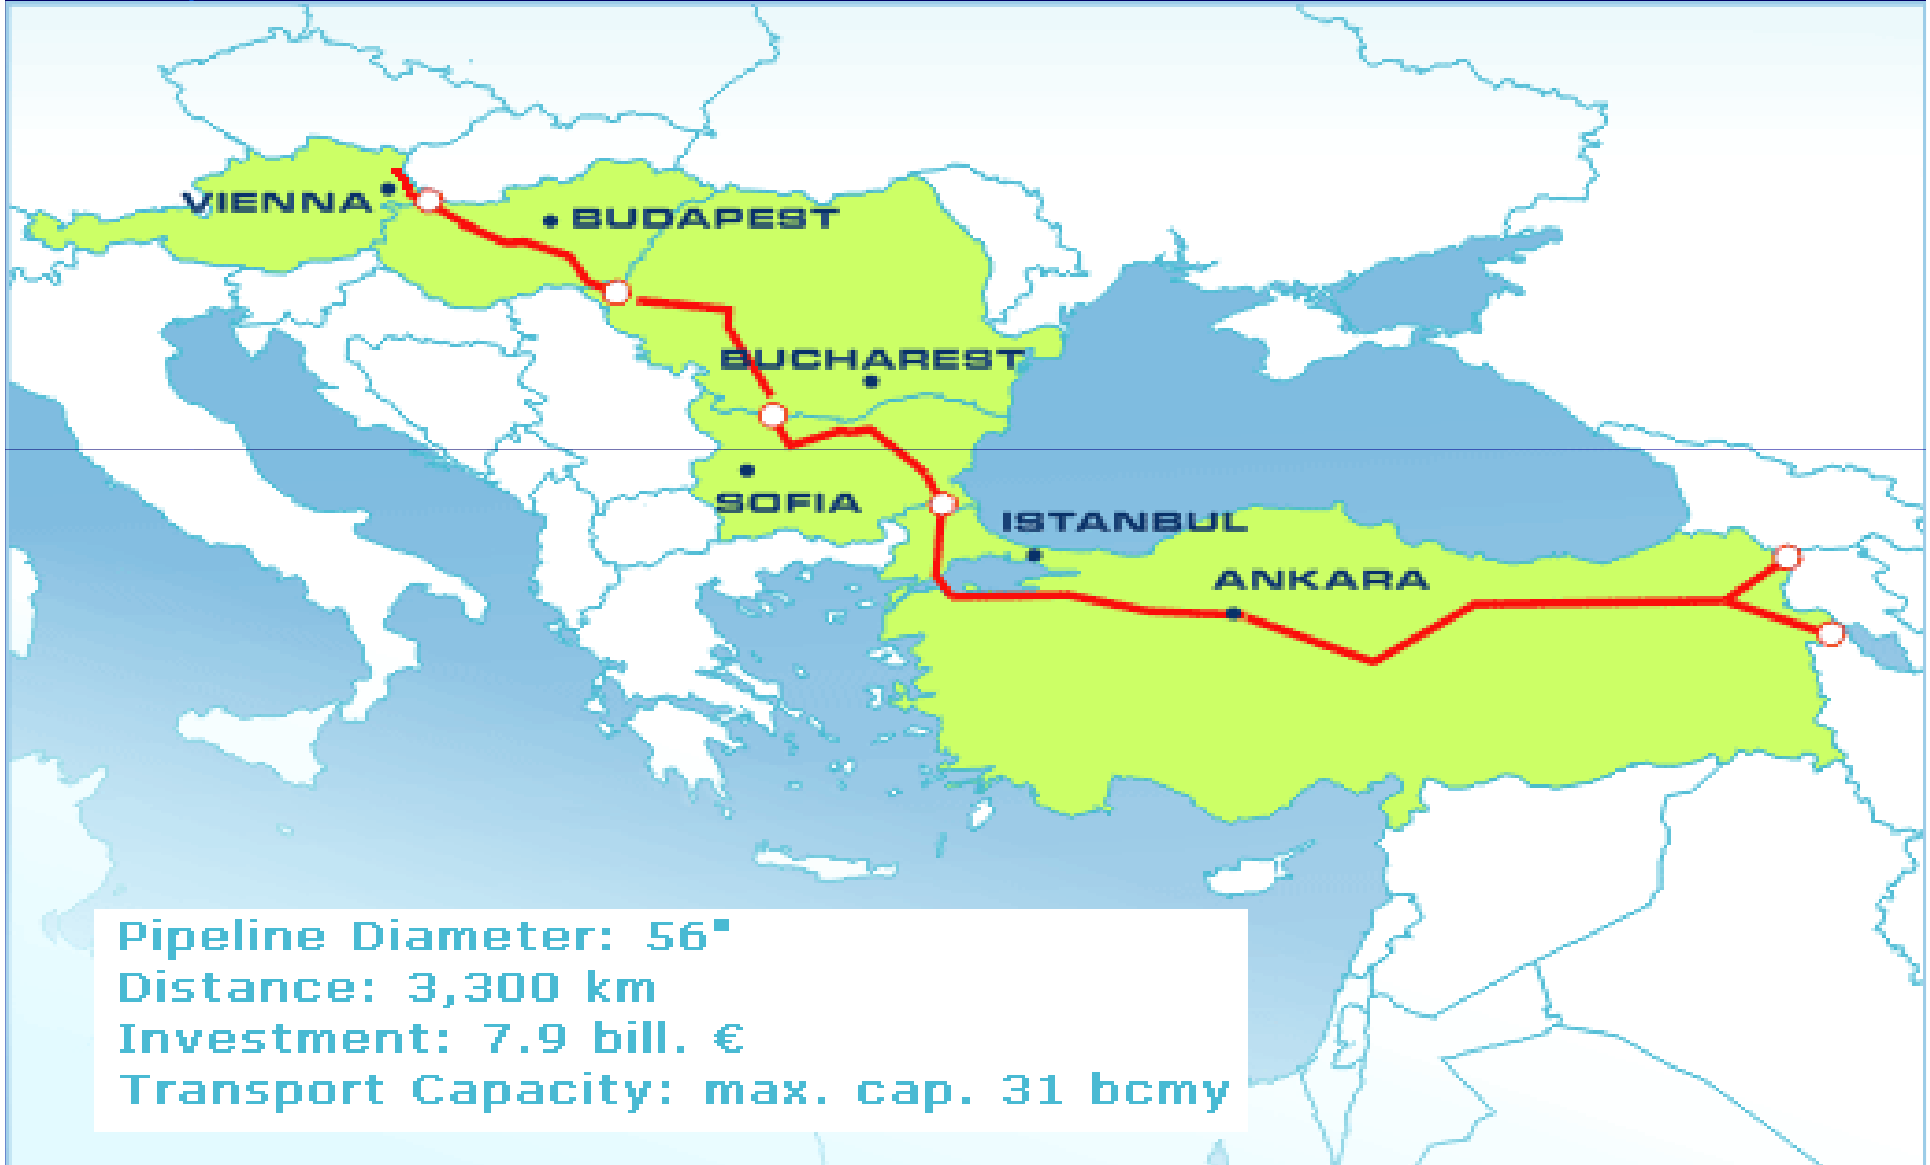 VIENNA
BUDAPEST
BUCHAREST
SOFIA
ISTANBUL
ANKARA
Pipeline Diameter: 56"
Distance: 3,300 km
Investment: 7.9 bill. €
Transport Capacity: max. cap. 31 bcmy